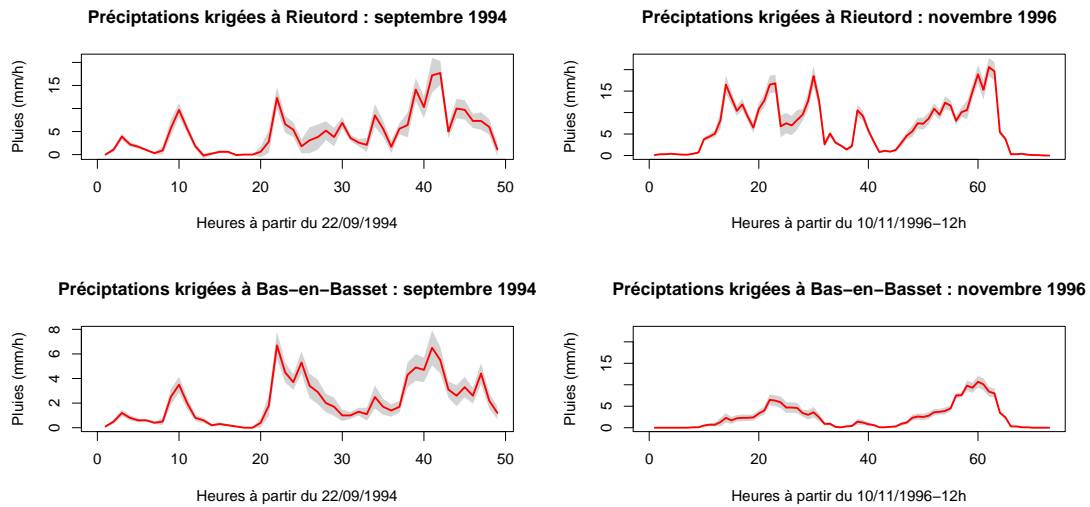 Préciptations krigées à Rieutord : septembre 1994
Pluies (mm/h)
0 5 15
0 10 20 30 40 50
Heures à partir du 22/09/1994
Préciptations krigées à Rieutord : novembre 1996
Pluies (mm/h)
0 5 15
0 20 40 60
Heures à partir du 10/11/1996−12h
Préciptations krigées à Bas−en−Basset : septembre 1994
Pluies (mm/h)
0 2 4 6 8
0 10 20 30 40 50
Heures à partir du 22/09/1994
Préciptations krigées à Bas−en−Basset : novembre 1996
Pluies (mm/h)
0 5 15
0 20 40 60
Heures à partir du 10/11/1996−12h